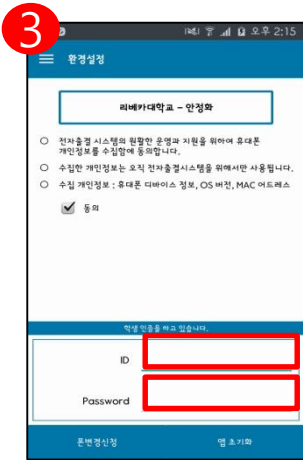 3
오후 2:15
환경설정
리베카대학교 – 안정화
○ 전자출결 시스템의 원활한 운영과 지원을 위하여 휴대폰
개인정보를 수집함에 동의합니다.
○ 수집한 개인정보는 오직 전자출결시스템을 위해서만 사용됩니다.
○ 수집 개인정보 : 휴대폰 디바이스 정보, OS 버전, MAC 어드레스
동의
학생 인증을 하고 있습니다.
ID
Password
폰변경신청
앱 초기화